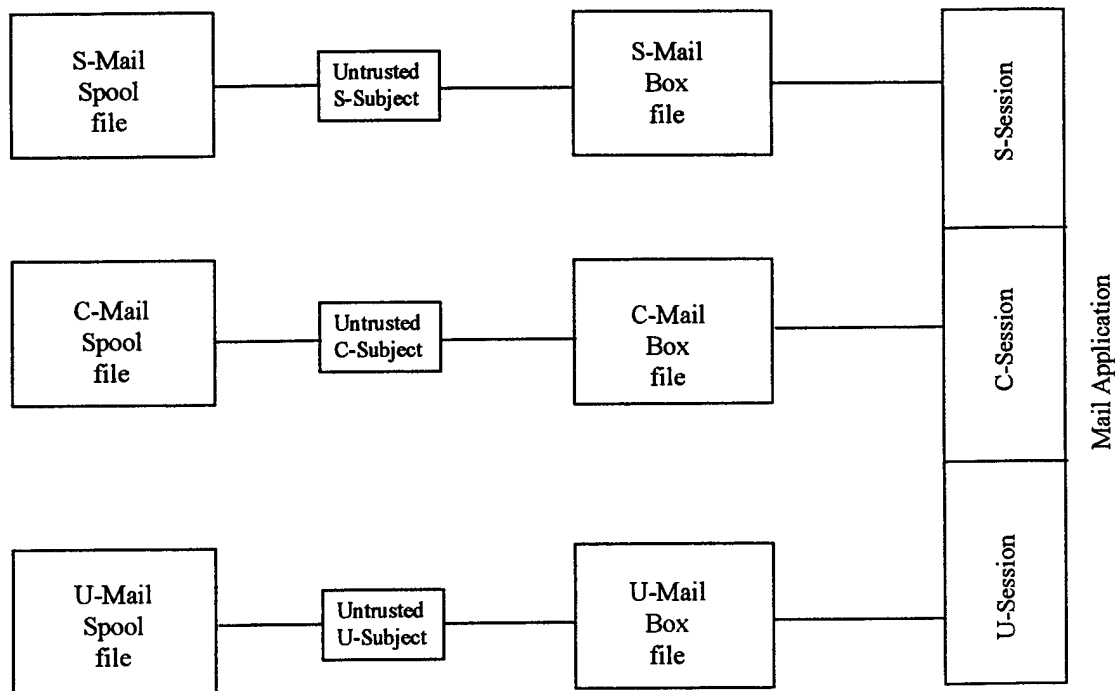 S-Mail
Spool
file
Untrusted
S-Subject
S-Mail
Box
file
S-Session
C-Mail
Spool
file
Untrusted
C-Subject
C-Mail
Box
file
C-Session
Mail Application
U-Mail
Spool
file
Untrusted
U-Subject
U-Mail
Box
file
U-Session